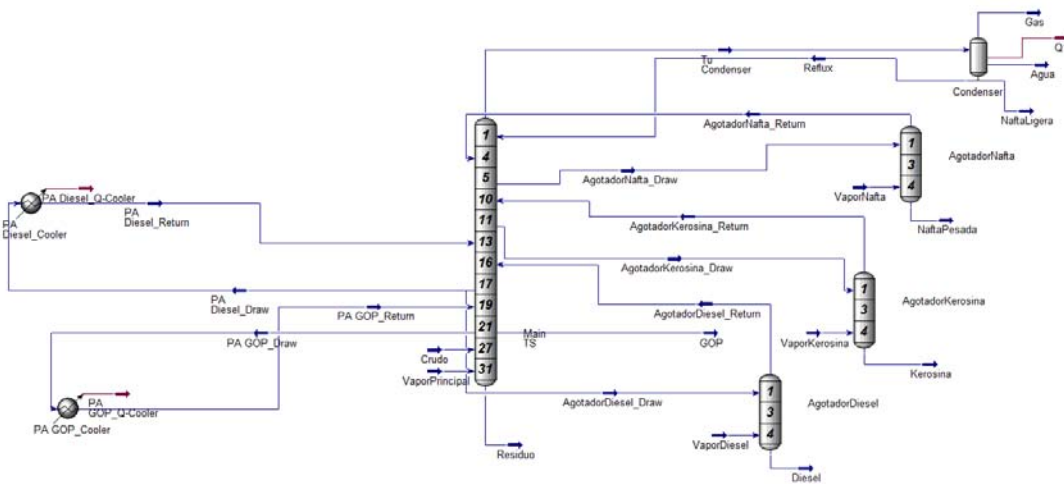 Gas
Q
Tu
Condenser
Reflux
Agua
Condenser
NaftaLigera
AgotadorNafta_Return
1
4
5
10
11
13
16
17
19
21
27
31
1
3
4
AgotadorNafta
AgotadorNafta_Draw
VaporNafta
NaftaPesada
PA Diesel_Q-Cooler
PA
Diesel_Return
PA
Diesel_Cooler
AgotadorKerosina_Return
AgotadorKerosina_Draw
1
3
4
AgotadorKerosina
PA
Diesel_Draw
PA GOP_Return
AgotadorDiesel_Return
PA GOP_Draw
Main
TS
GOP
VaporKerosina
Crudo
Kerosina
VaporPrincipal
PA
GOP_Q-Cooler
PA GOP_Cooler
AgotadorDiesel_Draw
1
3
4
AgotadorDiesel
VaporDiesel
Residuo
Diesel